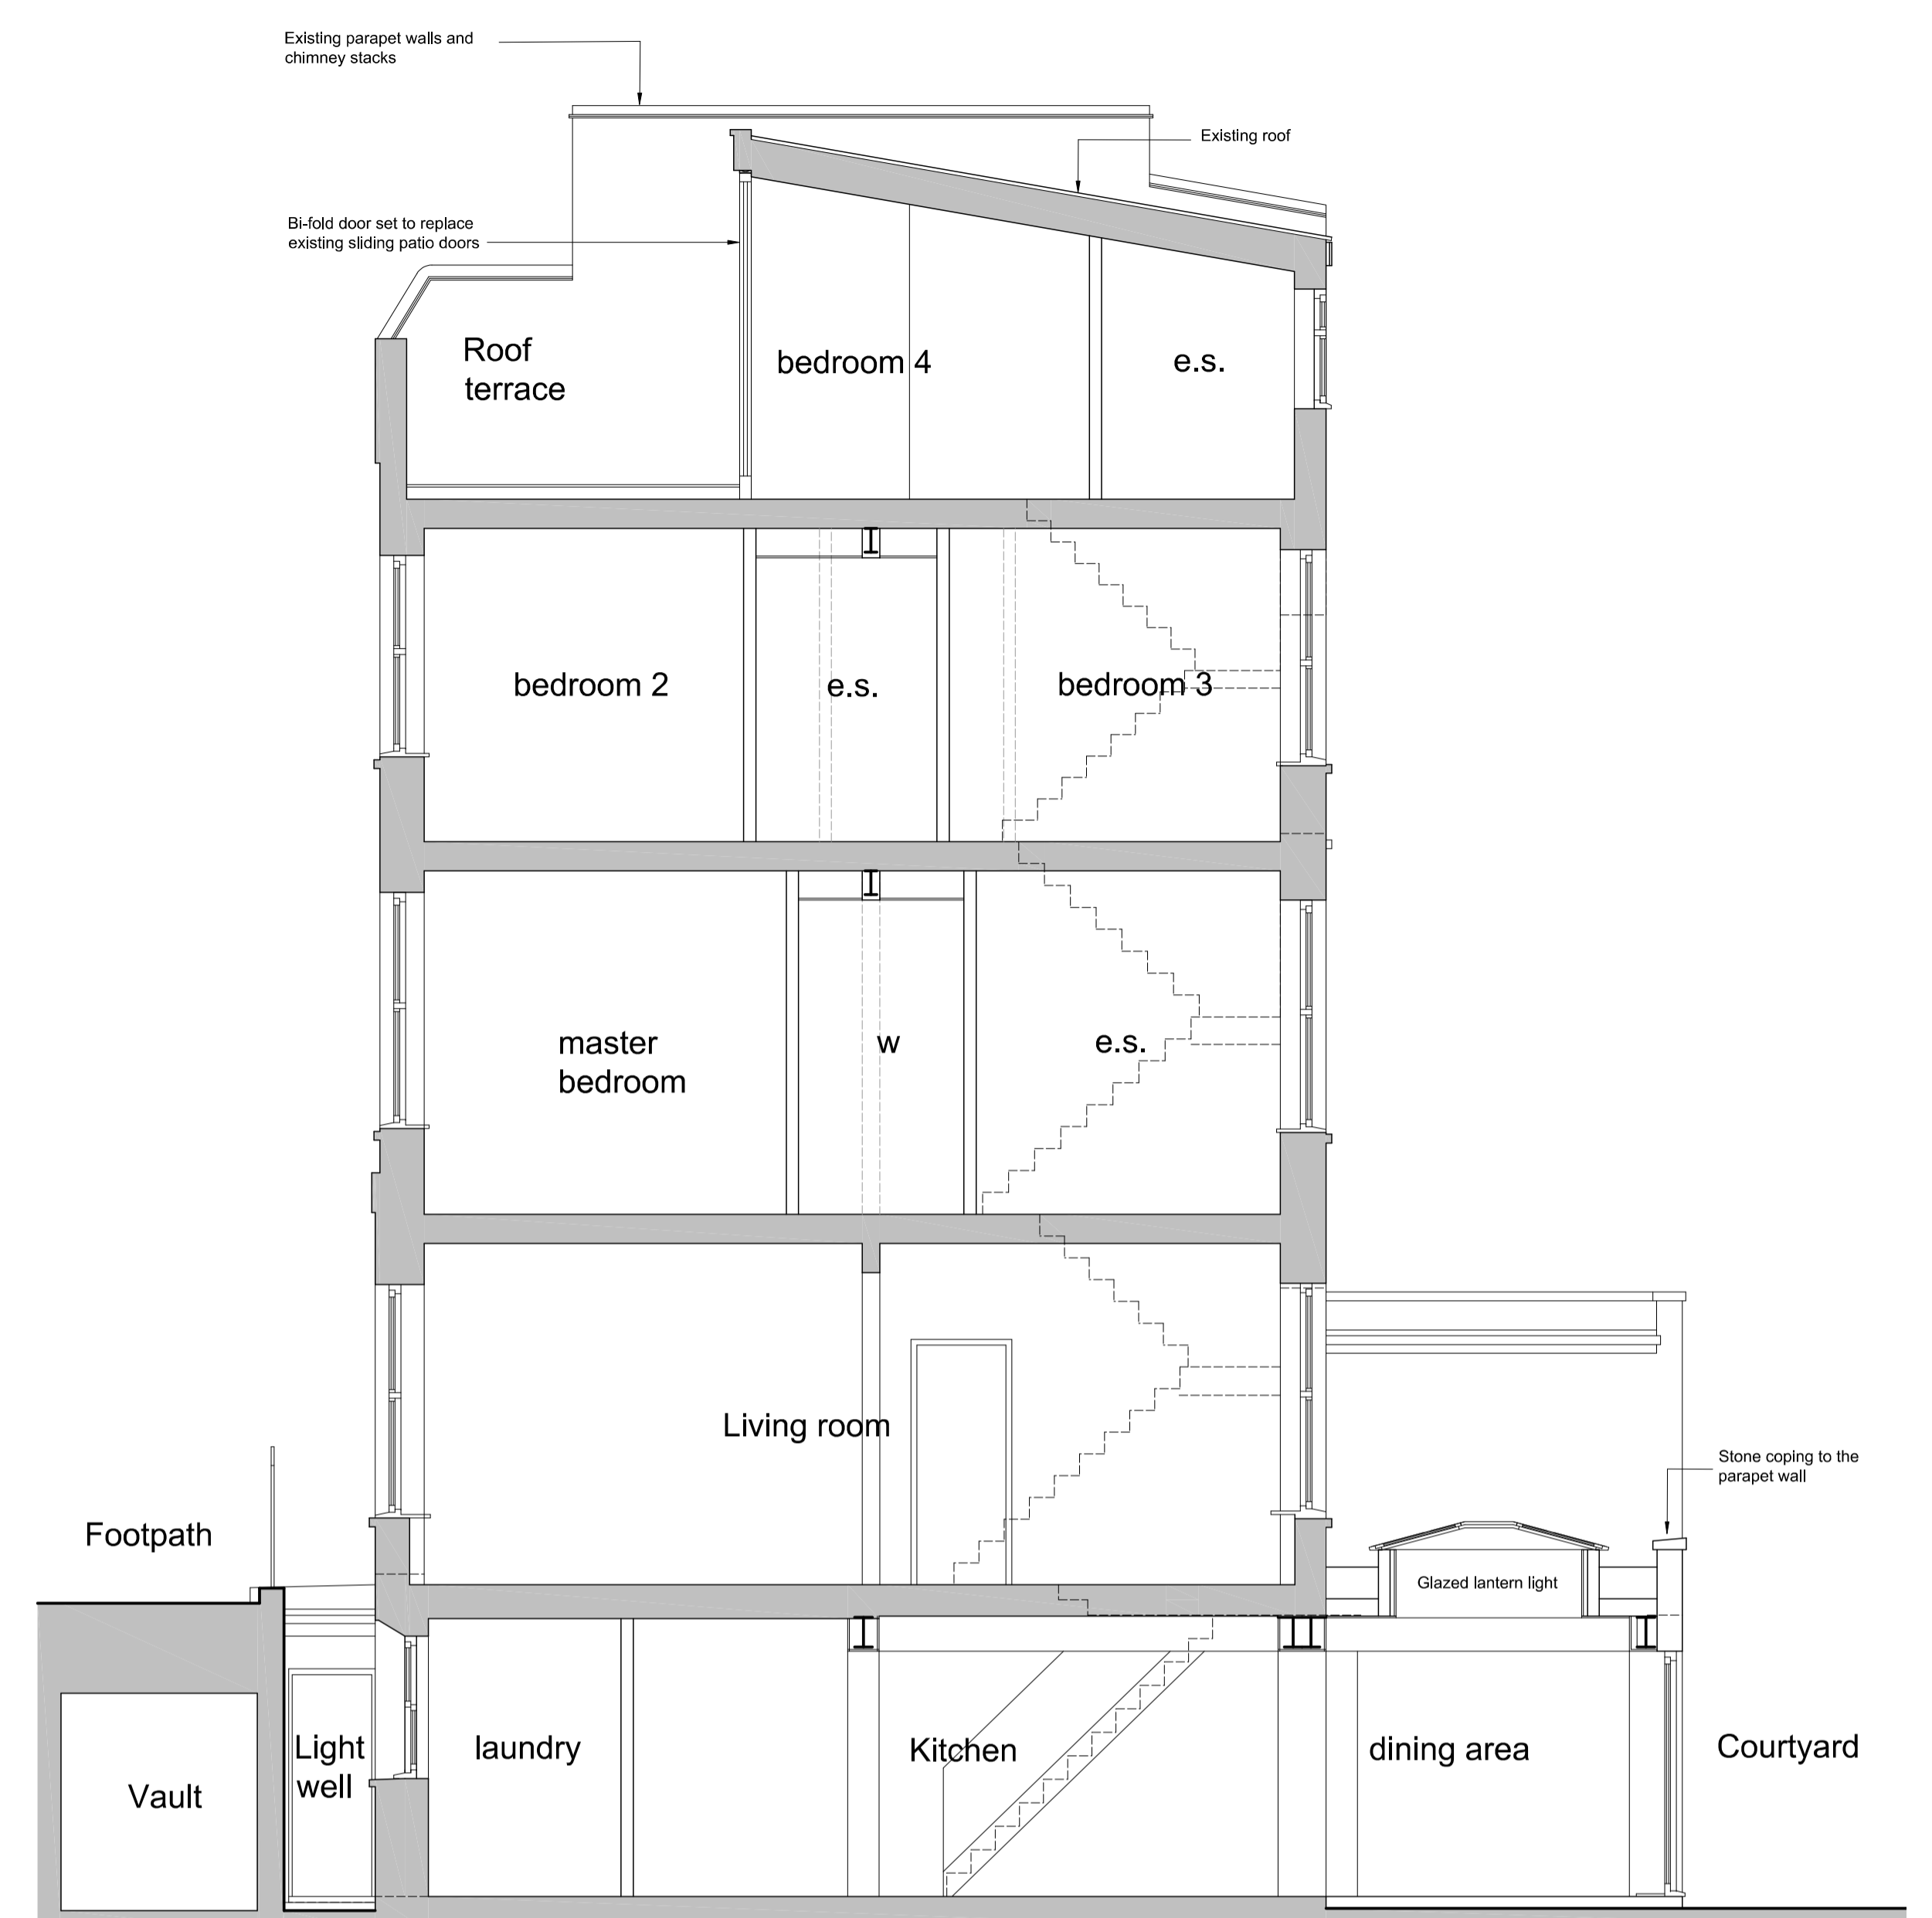 Existing parapet walls and
chimney stacks
Existing roof
Bi-fold door set to replace
existing sliding patio doors
Roof
terrace
bedroom 4
e.s.
bedroom 2
e.s.
bedroom 3
master
bedroom
w
e.s.
Living room
Stone coping to the
parapet wall
Footpath
Glazed lantern light
Light
well
laundry
Kitchen
dining area
Courtyard
Vault